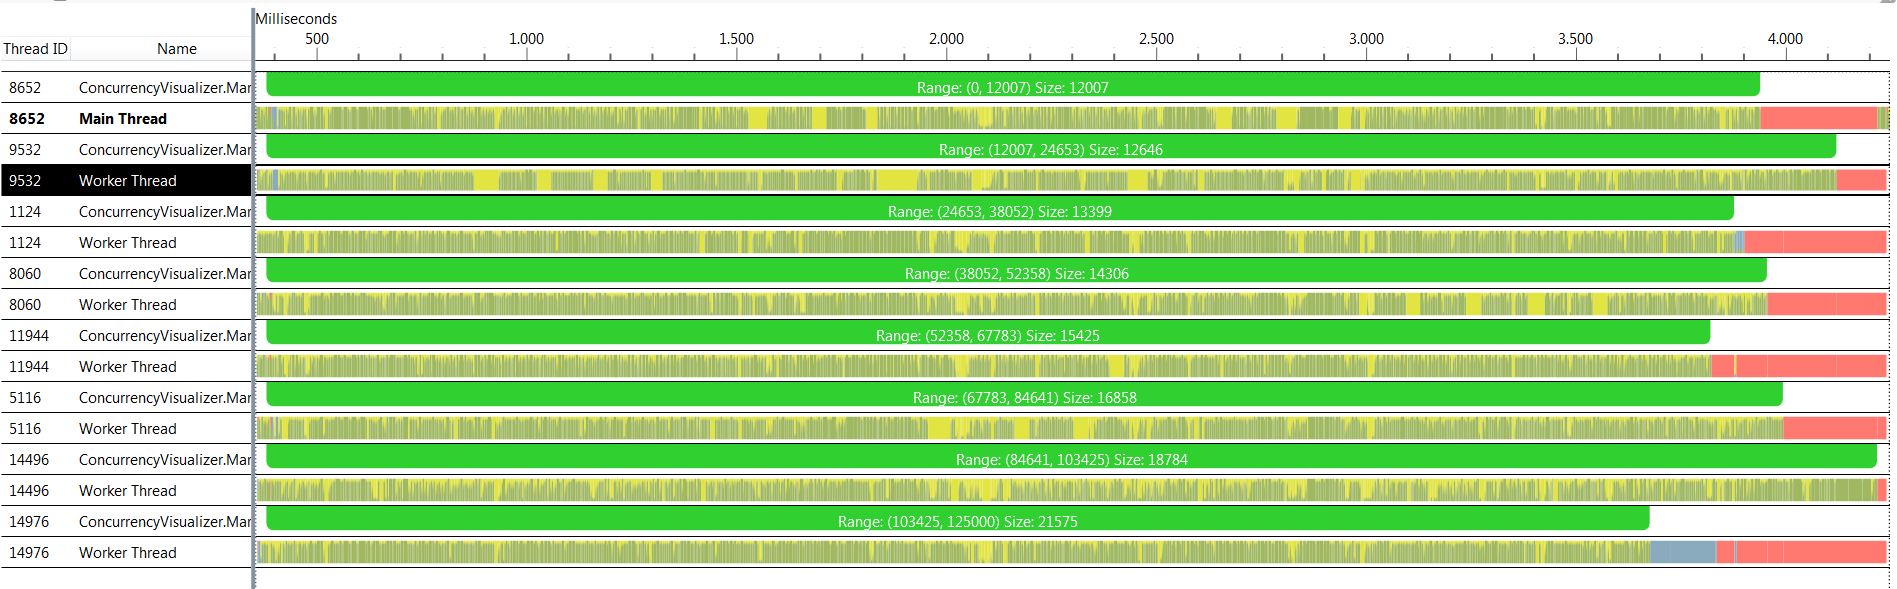 Milliseconds
500 1.000 1.500 2.000 2.500 3.000 3.500 4.000
Thread ID Name
8652 ConcurrencyVisualizer.Mar Range: (0, 12007) Size: 12007
8652 Main Thread
9532 ConcurrencyVisualizer.Mar Range: (12007, 24653) Size: 12646
9532 Worker Thread
1124 ConcurrencyVisualizer.Mar Range: (24653, 38052) Size: 13399
1124 Worker Thread
8060 ConcurrencyVisualizer.Mar Range: (38052, 52358) Size: 14306
8060 Worker Thread
11944 ConcurrencyVisualizer.Mar Range: (52358, 67783) Size: 15425
11944 Worker Thread
5116 ConcurrencyVisualizer.Mar Range: (67783, 84641) Size: 16858
5116 Worker Thread
14496 ConcurrencyVisualizer.Mar Range: (84641, 103425) Size: 18784
14496 Worker Thread
14976 ConcurrencyVisualizer.Mar Range: (103425, 125000) Size: 21575
14976 Worker Thread